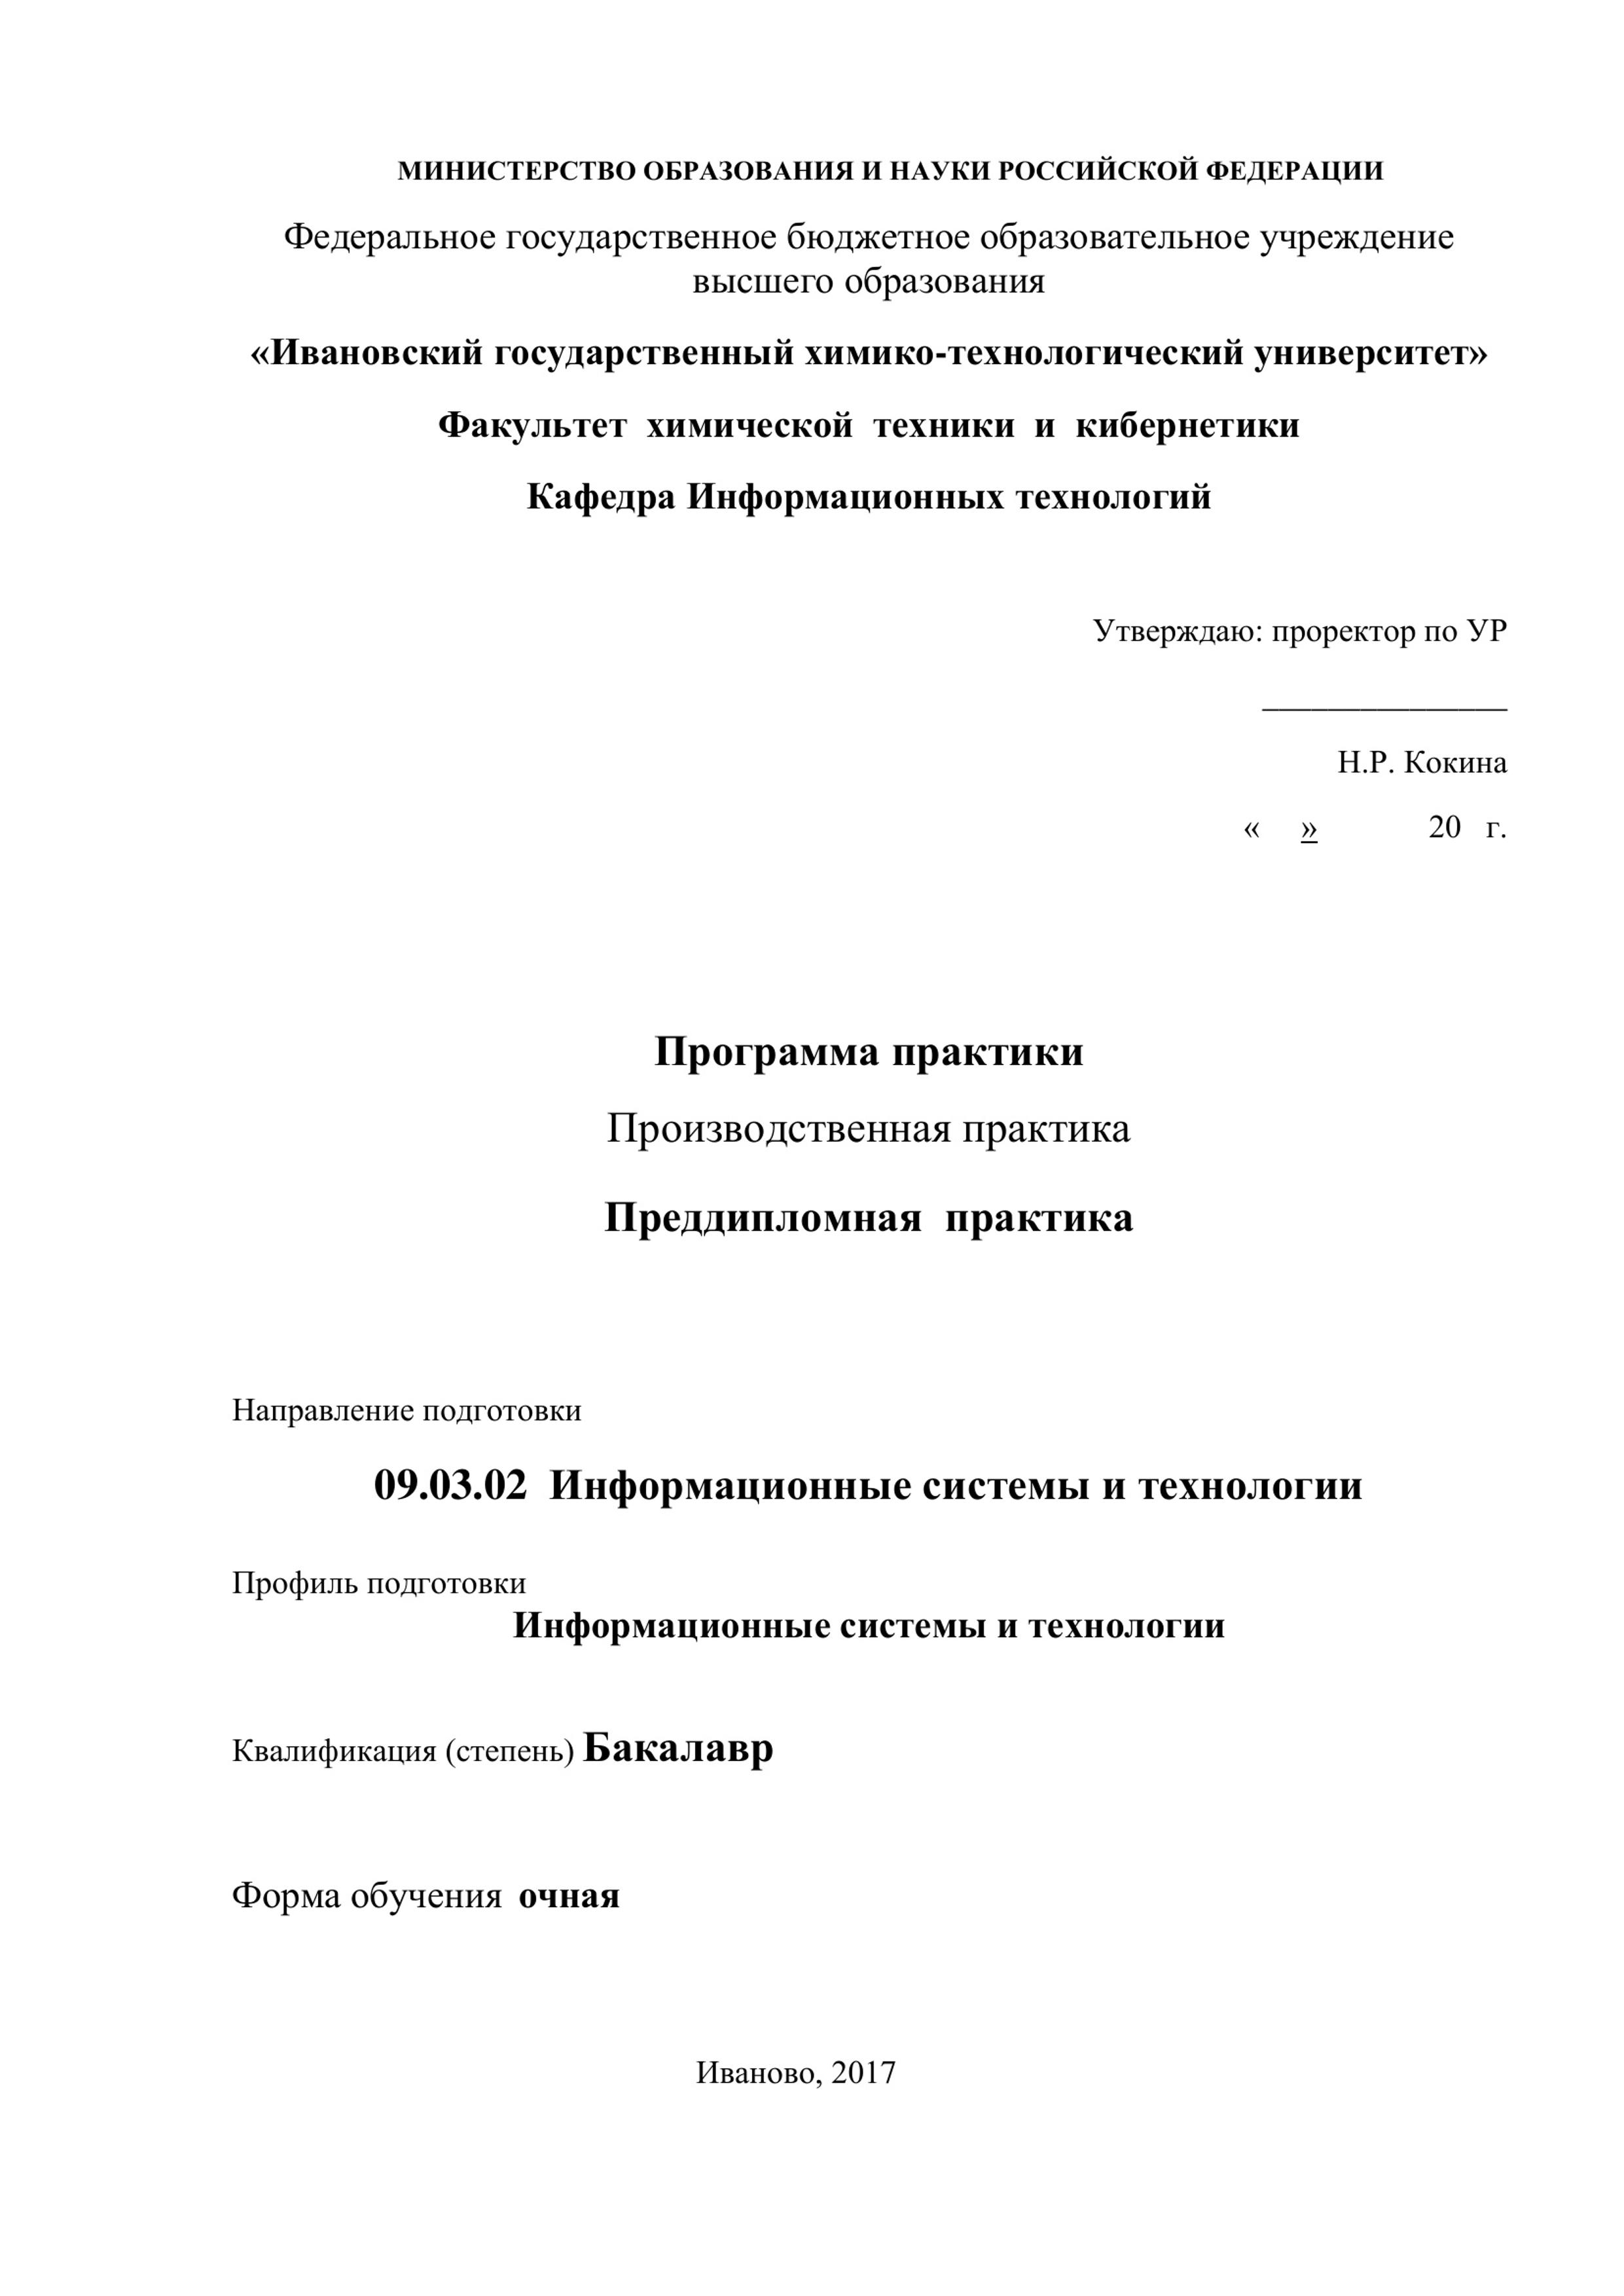 МИНИСТЕРСТВО ОБРАЗОВАНИЯ И НАУКИ РОССИЙСКОЙ ФЕДЕРАЦИИ
Федеральное государственное бюджетное образовательное учреждение
высшего образования
«Ивановский государственный химико-технологический университет»
Факультет химической техники и кибернетики
Кафедра Информационных технологий
Утверждаю: проректор по УР
_______________
Н.Р. Кокина
« » 20 г.
Программа практики
Производственная практика
Преддипломная практика
Направление подготовки
09.03.02 Информационные системы и технологии
Профиль подготовки
Информационные системы и технологии
Квалификация (степень) Бакалавр
Форма обучения очная
Иваново, 2017